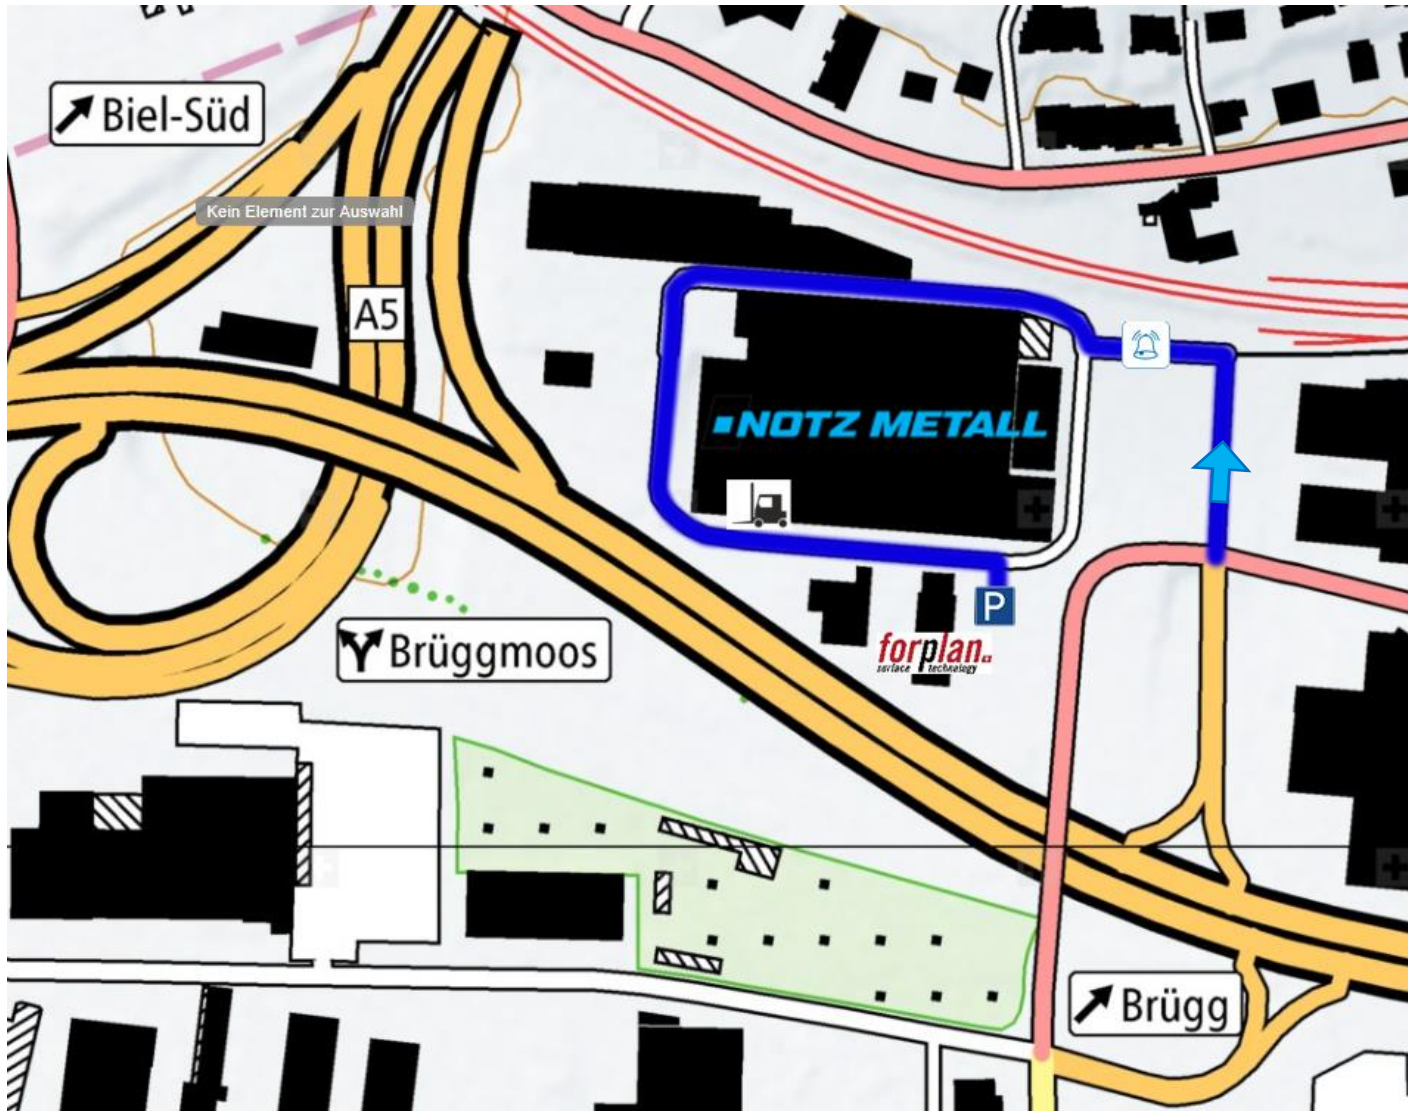 Biel-Süd
Kein Element zur Auswahl
A5
NOTZ METALL
P
Brüggmoos
forplan
surface technology
Brügg